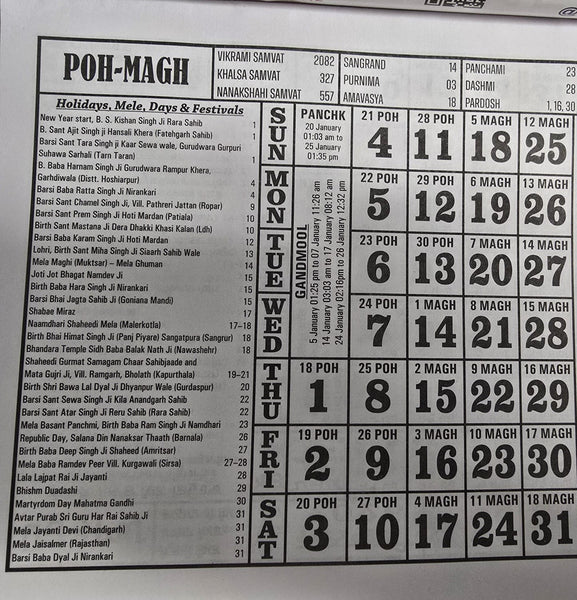 POH-MAGH
VIKRAMI SAMVAT 2082
KHALSA SAMVAT 327
NANAKSHAHI SAMVAT 557
SANGRAND 14
PURNIMA 03
AMAVASYA 18
PANCHAMI 23
DASHMI 28
PARDOSH 1, 16, 30
Holidays, Mele, Days & Festivals
New Year start, B. S. Kishan Singh Ji Rara Sahib 1
B. Sant Ajit Singh ji Hansali Khera (Fatehgarh Sahib) 1
Barsi Sant Tara Singh ji Kaar Sewa wale, Gurudwara Gurpuri
Suhawa Sarhali (Tarn Taran) 1
B. Baba Harnam Singh Ji Gurudwara Rampur Khera,
Garhdiwala (Distt. Hoshiarpur) 4
Barsi Baba Ratta Ji Nirankari 4
Barsi Sant Chamel Singh Ji, Vill. Pathreri Jattan (Ropar) 9
Barsi Sant Prem Singh Ji Hoti Mardan (Patiala) 10
Birth Sant Mastana Ji Dera Dhakki Khasi Kalan (Ldh) 10
Birth Baba Karam Singh Ji Hoti Mardan 12
Lohri, Birth Sant Miha Singh Ji Siaarh Sahib Wale 13
Mela Maghi (Muktsar) – Mela Ghuman 14
Joti Jot Bhagat Namdev Ji 15
Birth Baba Hara Singh Ji Nirankari 15
Barsi Bhai Jagta Sahib Ji (Goniana Mandi) 15
Shabae Miraz 17
Naamdhari Shaheedi Mela (Malerkotla) 17–18
Birth Bhai Himat Singh Ji (Panj Piyare) Sangatpura (Sangrur) 18
Bhandara Temple Sidh Baba Balak Nath Ji (Nawashehr) 18
Shaheedi Gurmat Samagam Chaar Sahibjaade and
Mata Gujri Ji, Vill. Ramgarh, Bholath (Kapurthala) 19–21
Birth Shri Bawa Lal Dyal Ji Dhyanpur Wale (Gurdaspur) 20
Barsi Sant Sewa Singh Ji Kila Anandgarh Sahib 22
Barsi Sant Atar Singh Ji Reru Sahib (Rara Sahib) 22
Mela Basant Panchmi, Birth Baba Ram Singh Ji Namdhari 23
Republic Day, Salana Din Nanaksar Thaath (Barnala) 26
Birth Baba Deep Singh Ji Shaheed (Amritsar) 27
Mela Baba Ramdev Peer Vill. Kurgawali (Sirsa) 27–28
Lala Lajpat Rai Ji Jayanti 28
Bhishm Duadashi 29
Martyrdom Day Mahatma Gandhi 30
Avtar Purab Sri Guru Har Rai Sahib Ji 31
Mela Jayanti Devi (Chandigarh) 31
Mela Jaisalmer (Rajasthan) 31
Barsi Baba Dyal Ji Nirankari 31
PANCHK
20 January
01:03 am to
25 January
01:35 pm
GANDMOOL
5 January 01:25 pm to 07 January 11:26 am
14 January 03:03 am to 17 January 08:12 am
24 January 02:16pm to 26 January 12:32 pm
SUN
21 POH 28 POH 5 MAGH 12 MAGH
4 11 18 25
MON
22 POH 29 POH 6 MAGH 13 MAGH
5 12 19 26
TUE
23 POH 30 POH 7 MAGH 14 MAGH
6 13 20 27
WED
24 POH 1 MAGH 8 MAGH 15 MAGH
7 14 21 28
THU
18 POH 25 POH 2 MAGH 9 MAGH 16 MAGH
1 8 15 22 29
FRI
19 POH 26 POH 3 MAGH 10 MAGH 17 MAGH
2 9 16 23 30
SAT
20 POH 27 POH 4 MAGH 11 MAGH 18 MAGH
3 10 17 24 31